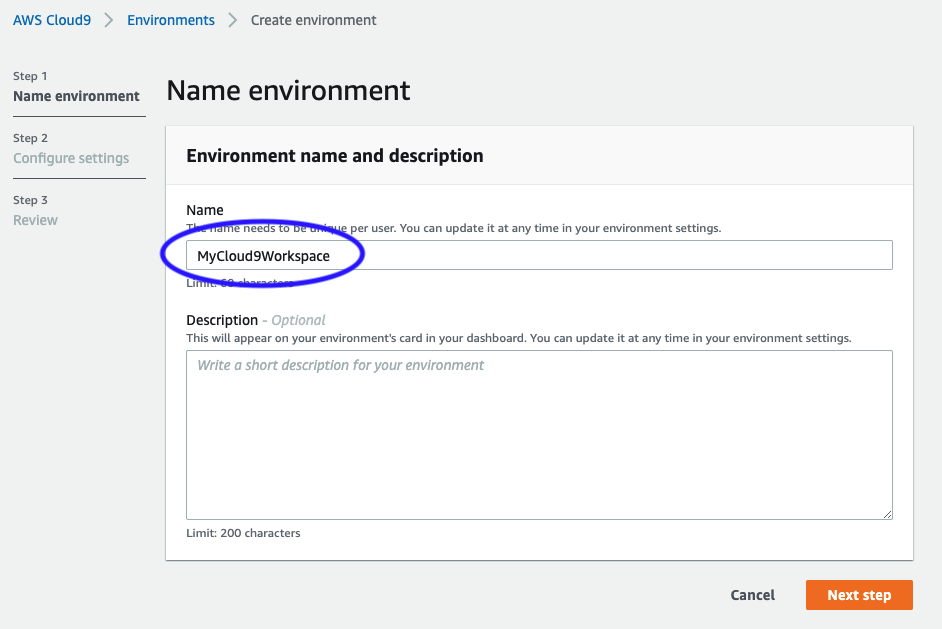 AWS Cloud9 > Environments > Create environment
Step 1
Name environment
Step 2
Configure settings
Step 3
Review
Name environment
Environment name and description
Name
The name needs to be unique per user. You can update it at any time in your environment settings.
MyCloud9Workspace
Limit: 60 characters
Description - Optional
This will appear on your environment's card in your dashboard. You can update it at any time in your environment settings.
Write a short description for your environment
Limit: 200 characters
Cancel
Next step